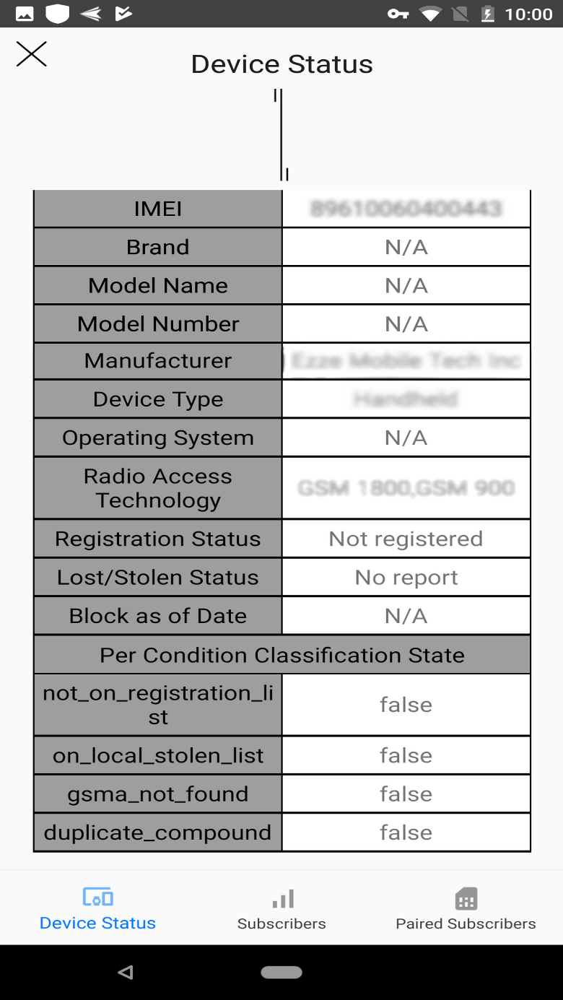 10:00
Device Status
IMEI 89610060400443
Brand N/A
Model Name N/A
Model Number N/A
Manufacturer Ezze Mobile Tech Inc
Device Type Handheld
Operating System N/A
Radio Access
Technology
GSM 1800,GSM 900
Registration Status Not registered
Lost/Stolen Status No report
Block as of Date N/A
Per Condition Classification State
not_on_registration_li
st
false
on_local_stolen_list false
gsma_not_found false
duplicate_compound false
Device Status Subscribers Paired Subscribers